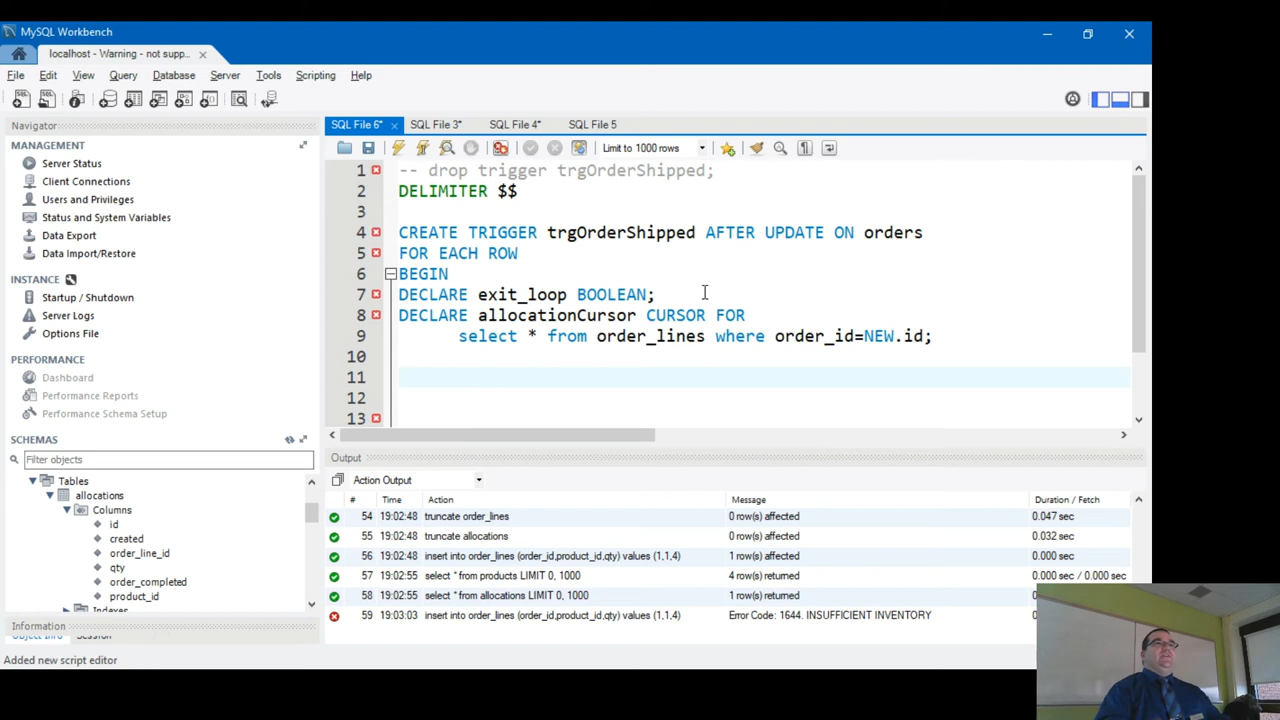 MySQL Workbench
localhost - Warning - not supp...
File Edit View Query Database Server Tools Scripting Help
Navigator
MANAGEMENT
Server Status
Client Connections
Users and Privileges
Status and System Variables
Data Export
Data Import/Restore
INSTANCE
Startup / Shutdown
Server Logs
Options File
PERFORMANCE
Dashboard
Performance Reports
Performance Schema Setup
SCHEMAS
Filter objects
Tables
allocations
Columns
id
created
order_line_id
qty
order_completed
product_id
Indexes
Information
Object Info Session
Added new script editor
SQL File 6* SQL File 3* SQL File 4* SQL File 5
Limit to 1000 rows
1 -- drop trigger trgOrderShipped;
2 DELIMITER $$
3
4 CREATE TRIGGER trgOrderShipped AFTER UPDATE ON orders
5 FOR EACH ROW
6 BEGIN
7 DECLARE exit_loop BOOLEAN;
8 DECLARE allocationCursor CURSOR FOR
9 select * from order_lines where order_id=NEW.id;
10
11
12
13
Output
Action Output
# Time Action Message Duration / Fetch
54 19:02:48 truncate order_lines 0 row(s) affected 0.047 sec
55 19:02:48 truncate allocations 0 row(s) affected 0.032 sec
56 19:02:48 insert into order_lines (order_id,product_id,qty) values (1,1,4) 1 row(s) affected 0.000 sec
57 19:02:55 select * from products LIMIT 0, 1000 4 row(s) returned 0.000 sec / 0.000 sec
58 19:02:55 select * from allocations LIMIT 0, 1000 1 row(s) returned
59 19:03:03 insert into order_lines (order_id,product_id,qty) values (1,1,4) Error Code: 1644. INSUFFICIENT INVENTORY